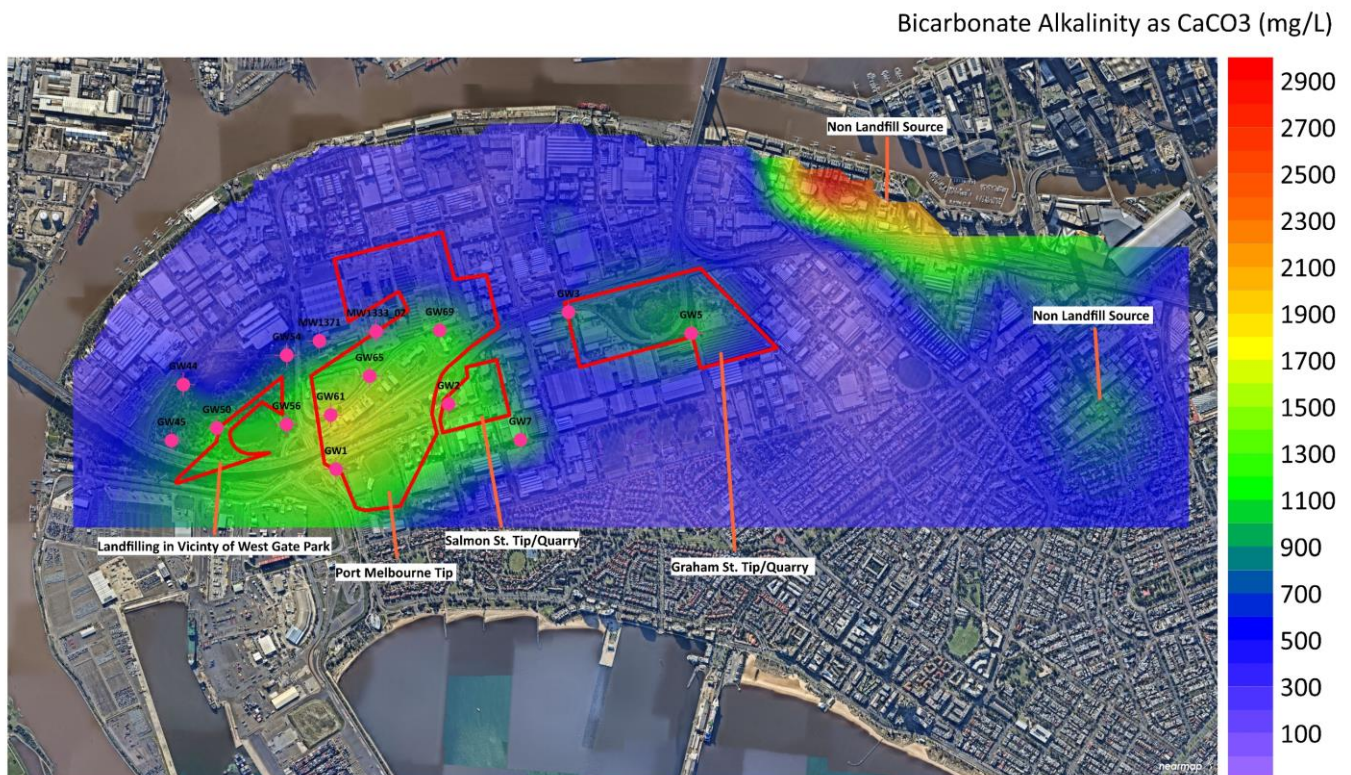 Bicarbonate Alkalinity as CaCO3 (mg/L)
2900
2700
2500
2300
2100
1900
1700
1500
1300
1100
900
700
500
300
100
Non Landfill Source
Non Landfill Source
MW1333_02
GW69
GW3
GW5
MW1371
GW54
GW65
GW44
GW2
GW61
GW50
GW56
GW45
GW7
GW1
Landfilling in Vicinty of West Gate Park
Salmon St. Tip/Quarry
Port Melbourne Tip
Graham St. Tip/Quarry
nearmap